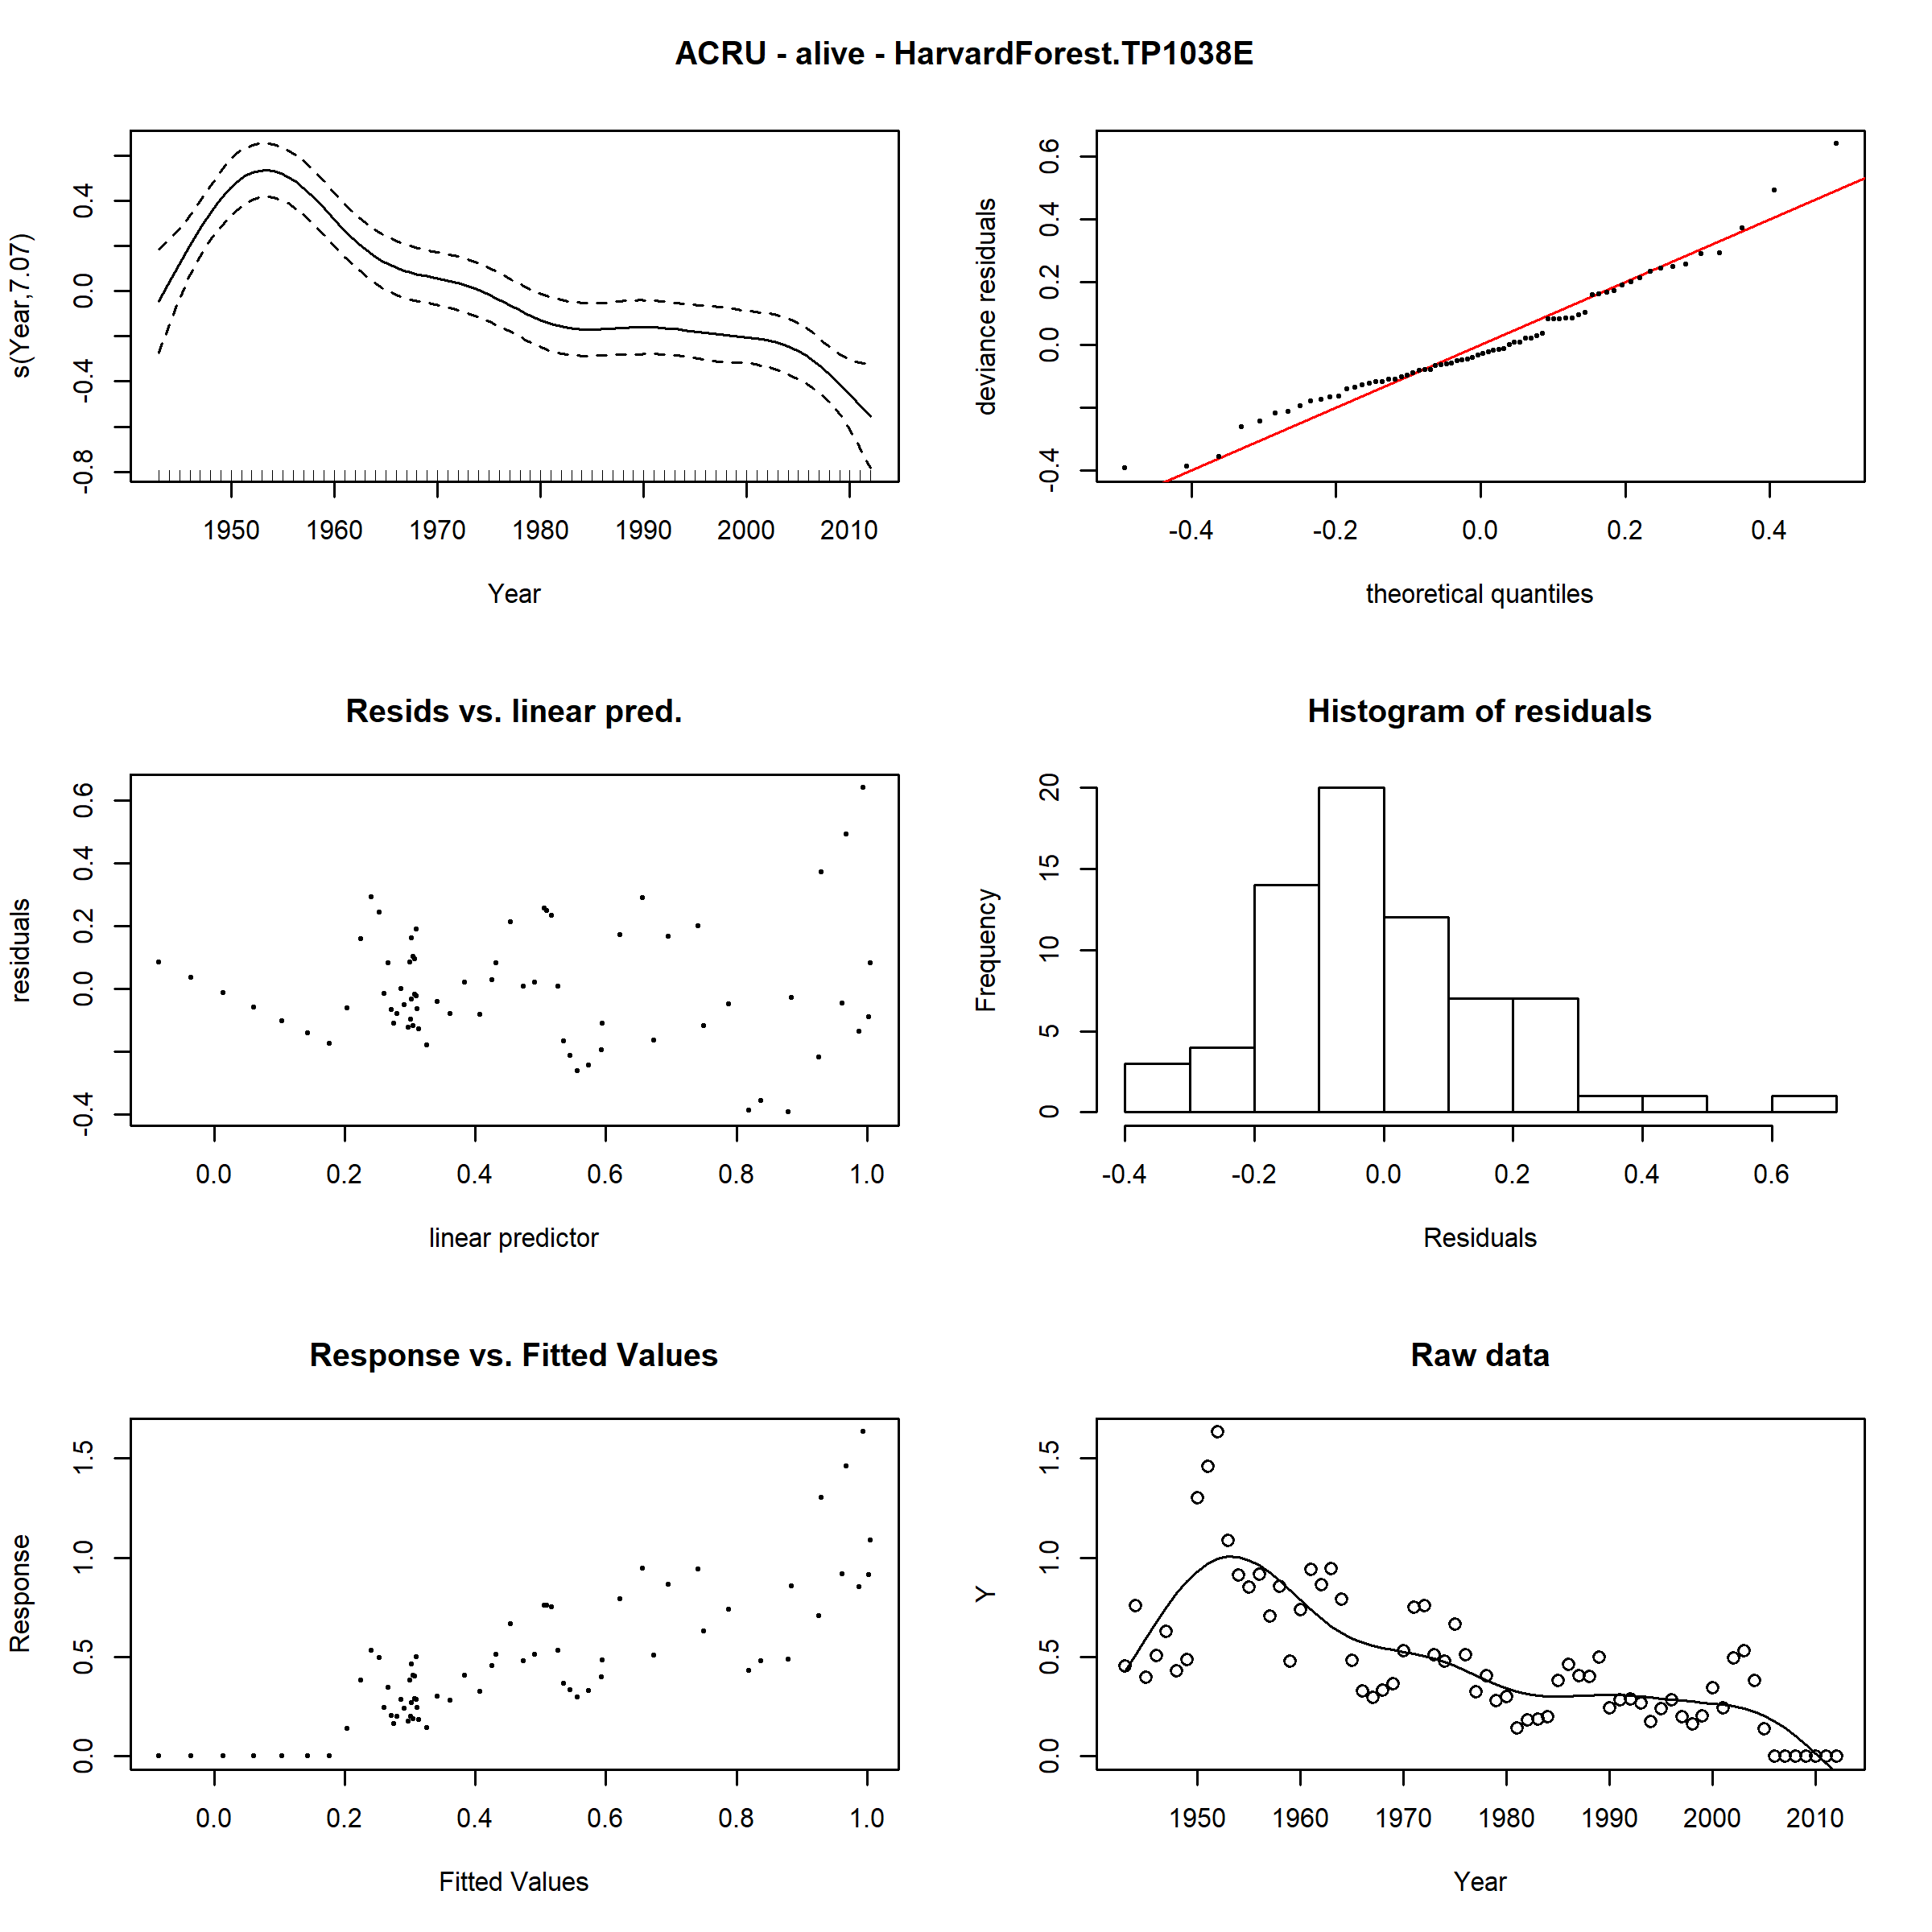 ACRU - alive - HarvardForest.TP1038E
s(Year,7.07)
-0.8 -0.4 0.0 0.4
1950 1960 1970 1980 1990 2000 2010
Year
deviance residuals
-0.4 0.0 0.2 0.4 0.6
-0.4 -0.2 0.0 0.2 0.4
theoretical quantiles
Resids vs. linear pred.
residuals
-0.4 0.0 0.2 0.4 0.6
0.0 0.2 0.4 0.6 0.8 1.0
linear predictor
Histogram of residuals
Frequency
0 5 10 15 20
-0.4 -0.2 0.0 0.2 0.4 0.6
Residuals
Response vs. Fitted Values
Response
0.0 0.5 1.0 1.5
0.0 0.2 0.4 0.6 0.8 1.0
Fitted Values
Raw data
Y
0.0 0.5 1.0 1.5
1950 1960 1970 1980 1990 2000 2010
Year